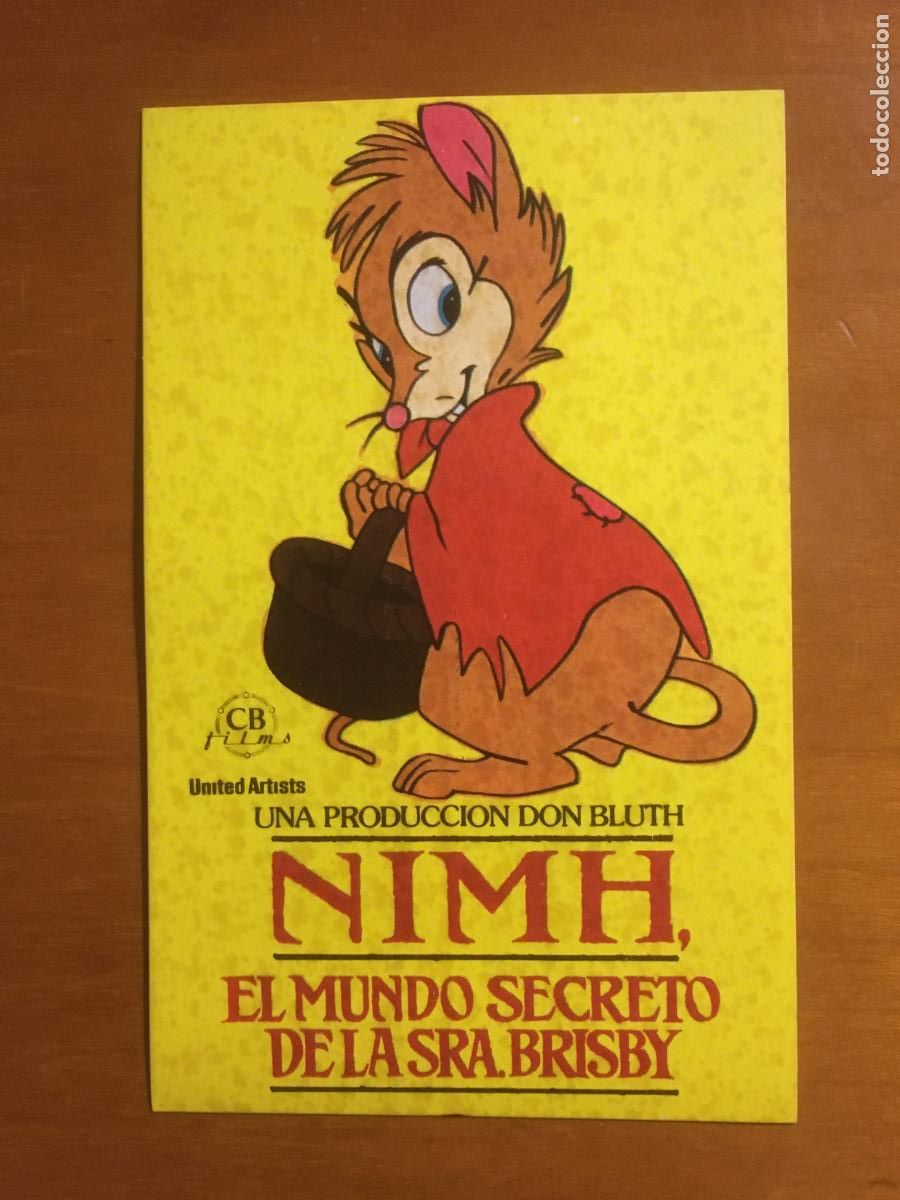 todocoleccion
CB
films
United Artists
UNA PRODUCCION DON BLUTH
NIMH,
EL MUNDO SECRETO
DE LA SRA. BRISBY